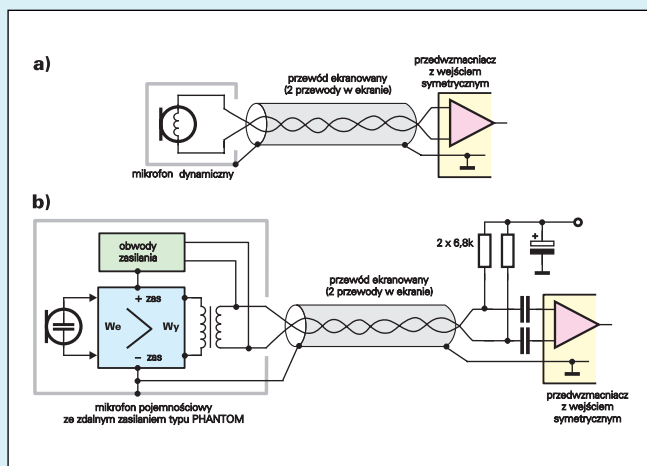 a)
przewód ekranowany
(2 przewody w ekranie)
przedwzmacniacz
z wejściem
symetrycznym
mikrofon dynamiczny
b)
obwody
zasilania
+ zas
We
Wy
− zas
mikrofon pojemnościowy
ze zdalnym zasilaniem typu PHANTOM
przewód ekranowany
(2 przewody w ekranie)
2 x 6,8k
+
przedwzmacniacz
z wejściem
symetrycznym